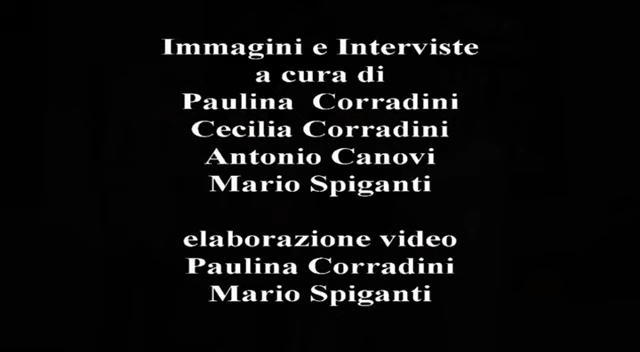 Immagini e Interviste
a cura di
Paulina Corradini
Cecilia Corradini
Antonio Canovi
Mario Spiganti
elaborazione video
Paulina Corradini
Mario Spiganti